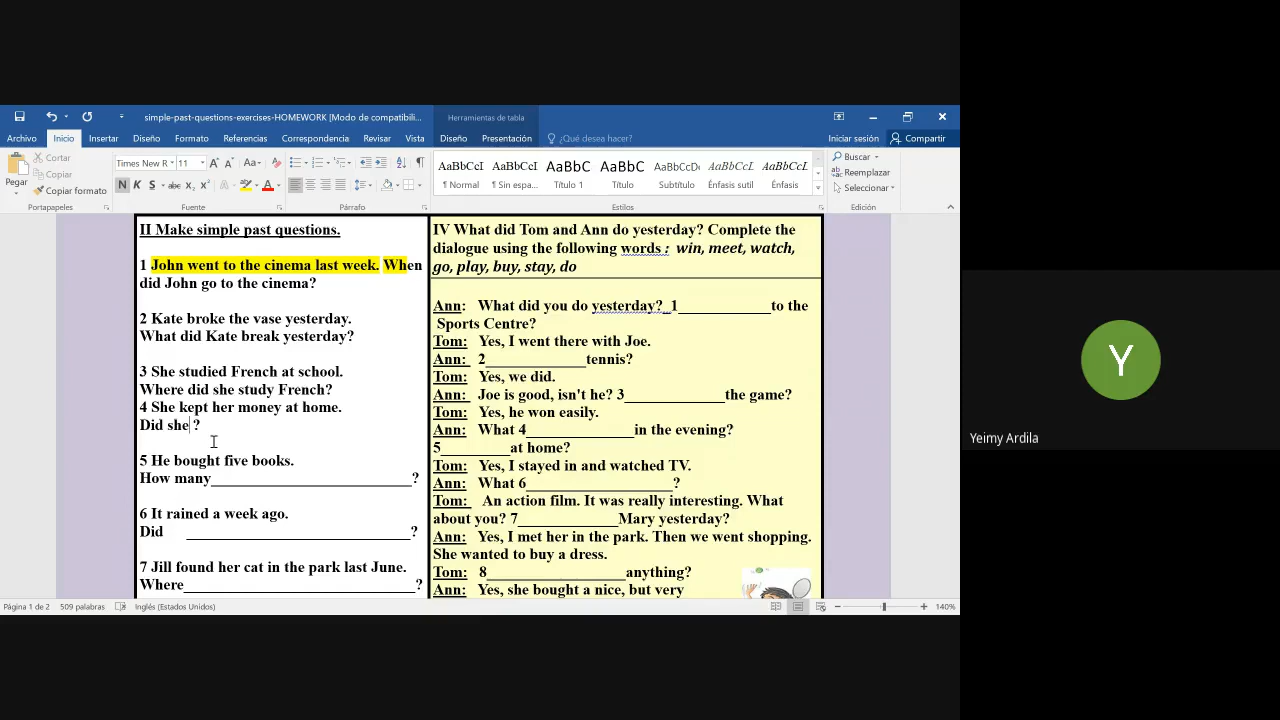 simple-past-questions-exercises-HOMEWORK [Modo de compatibili...
Herramientas de tabla
Archivo Inicio Insertar Diseño Formato Referencias Correspondencia Revisar Vista Diseño Presentación ¿Qué desea hacer? Iniciar sesión Compartir
Pegar
Cortar
Copiar
Copiar formato
Portapapeles
Times New R 11
N K S abc x₂ x²
Fuente
Párrafo
AaBbCcI AaBbCcI AaBbC AaBbC AaBbCcD AaBbCcL AaBbCcL
¶ Normal ¶ Sin espa... Título 1 Título Subtítulo Énfasis sutil Énfasis
Estilos
Buscar
Reemplazar
Seleccionar
Edición
II Make simple past questions.
1 John went to the cinema last week. When
did John go to the cinema?
2 Kate broke the vase yesterday.
What did Kate break yesterday?
3 She studied French at school.
Where did she study French?
4 She kept her money at home.
Did she ?
5 He bought five books.
How many__________________________?
6 It rained a week ago.
Did _____________________________?
7 Jill found her cat in the park last June.
Where______________________________?
IV What did Tom and Ann do yesterday? Complete the
dialogue using the following words : win, meet, watch,
go, play, buy, stay, do
Ann: What did you do yesterday? _1____________to the
Sports Centre?
Tom: Yes, I went there with Joe.
Ann: 2_____________tennis?
Tom: Yes, we did.
Ann: Joe is good, isn't he? 3_____________the game?
Tom: Yes, he won easily.
Ann: What 4______________in the evening?
5_________at home?
Tom: Yes, I stayed in and watched TV.
Ann: What 6___________________?
Tom: An action film. It was really interesting. What
about you? 7_____________Mary yesterday?
Ann: Yes, I met her in the park. Then we went shopping.
She wanted to buy a dress.
Tom: 8__________________anything?
Ann: Yes, she bought a nice, but very
Página 1 de 2 509 palabras Inglés (Estados Unidos) 140%
Y
Yeimy Ardila